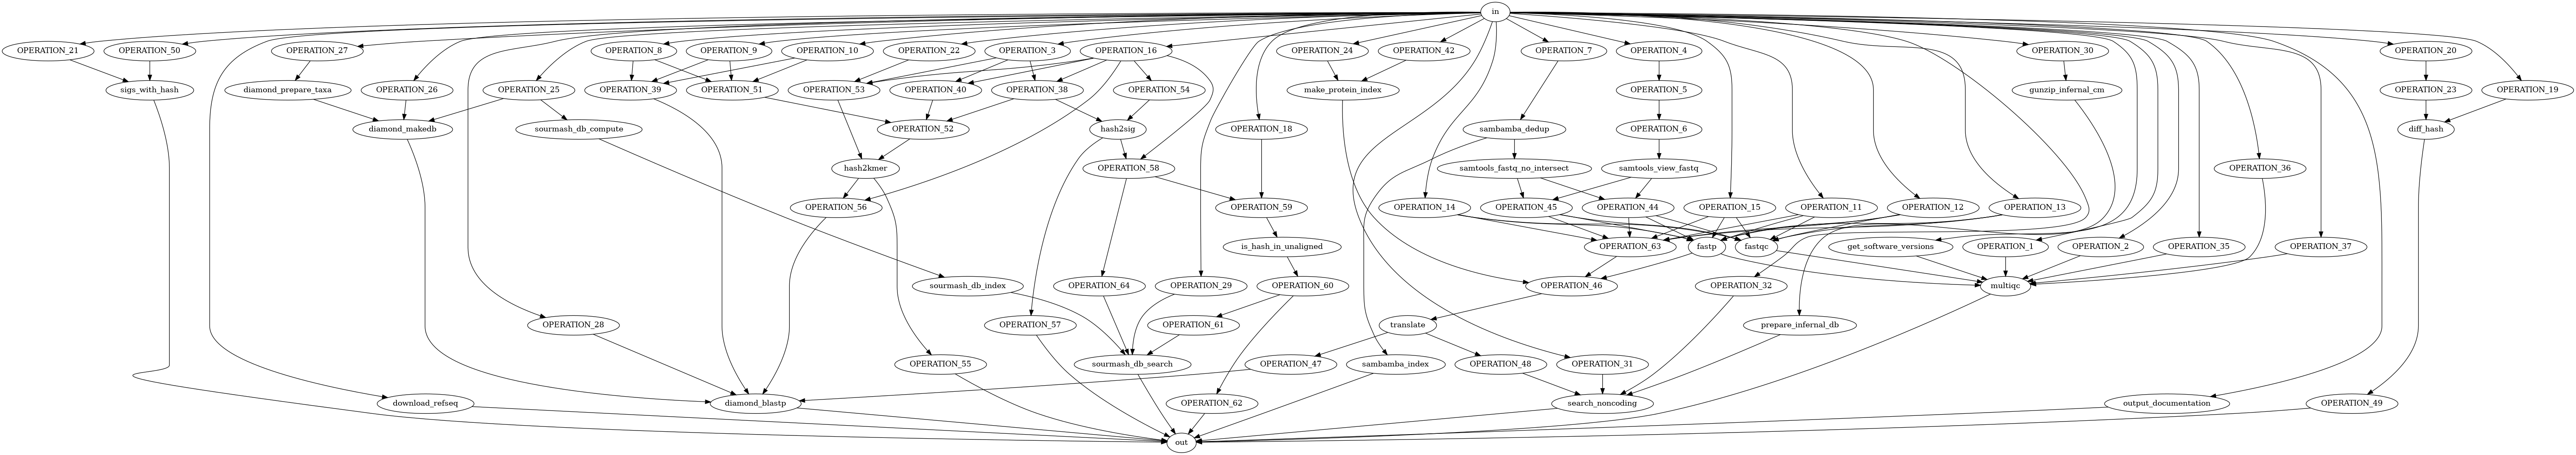 in
OPERATION_21
OPERATION_50
OPERATION_27
OPERATION_8
OPERATION_9
OPERATION_10
OPERATION_22
OPERATION_3
OPERATION_16
OPERATION_24
OPERATION_42
OPERATION_7
OPERATION_4
OPERATION_30
OPERATION_20
sigs_with_hash
diamond_prepare_taxa
OPERATION_26
OPERATION_25
OPERATION_39
OPERATION_51
OPERATION_53
OPERATION_40
OPERATION_38
OPERATION_54
make_protein_index
OPERATION_5
gunzip_infernal_cm
OPERATION_23
OPERATION_19
diamond_makedb
sourmash_db_compute
OPERATION_52
hash2sig
OPERATION_18
sambamba_dedup
OPERATION_6
diff_hash
hash2kmer
OPERATION_58
samtools_fastq_no_intersect
samtools_view_fastq
OPERATION_36
OPERATION_56
OPERATION_59
OPERATION_14
OPERATION_45
OPERATION_44
OPERATION_15
OPERATION_11
OPERATION_12
OPERATION_13
is_hash_in_unaligned
OPERATION_63
fastp
fastqc
get_software_versions
OPERATION_1
OPERATION_2
OPERATION_35
OPERATION_37
sourmash_db_index
OPERATION_64
OPERATION_29
OPERATION_60
OPERATION_46
OPERATION_32
multiqc
OPERATION_28
OPERATION_57
OPERATION_61
translate
prepare_infernal_db
OPERATION_55
sourmash_db_search
OPERATION_47
sambamba_index
OPERATION_48
OPERATION_31
download_refseq
diamond_blastp
OPERATION_62
search_noncoding
output_documentation
OPERATION_49
out